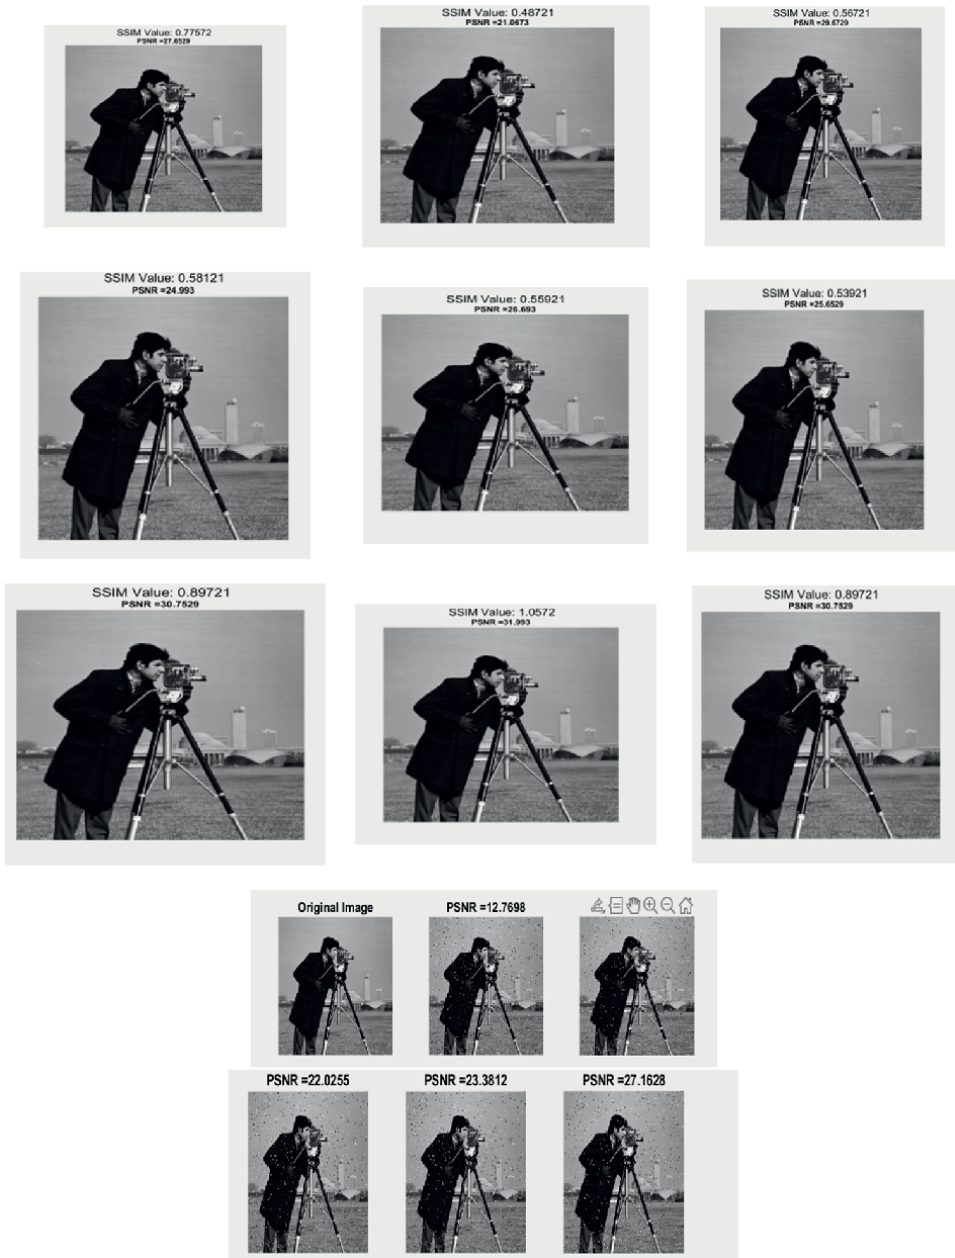 SSIM Value: 0.77572
PSNR =27.6529
SSIM Value: 0.48721
PSNR =21.0673
SSIM Value: 0.56721
PSNR =29.6729
SSIM Value: 0.58121
PSNR =24.993
SSIM Value: 0.55921
PSNR =26.693
SSIM Value: 0.53921
PSNR =25.6529
SSIM Value: 0.89721
PSNR =30.7529
SSIM Value: 1.0572
PSNR =31.993
SSIM Value: 0.89721
PSNR =30.7529
Original Image
PSNR =12.7698
PSNR =22.0255
PSNR =23.3812
PSNR =27.1628